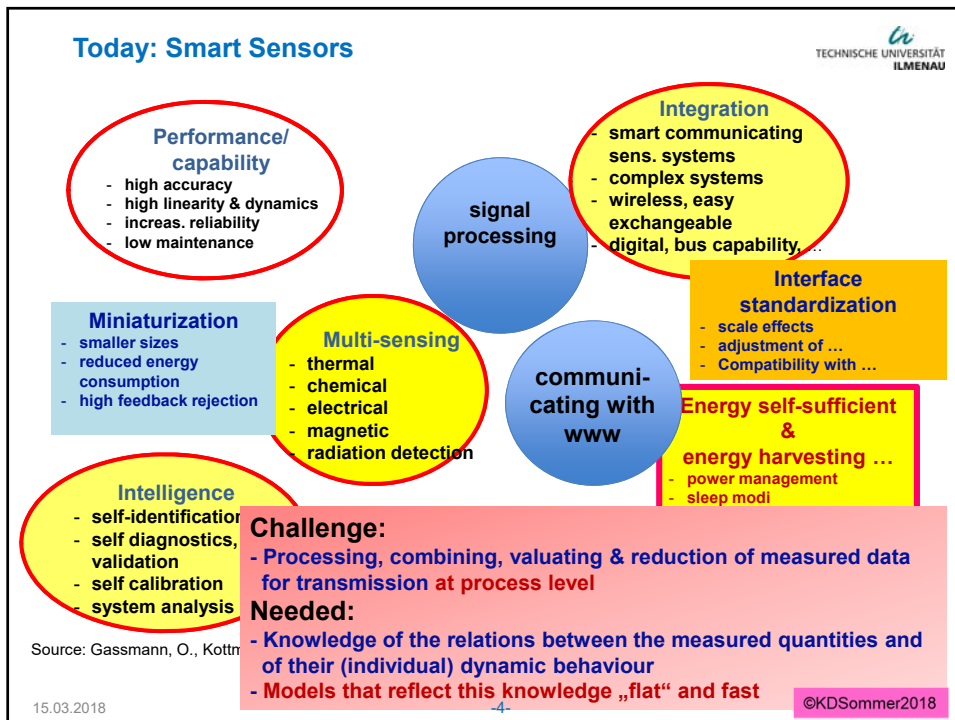 Today: Smart Sensors
TECHNISCHE UNIVERSITÄT
ILMENAU
Performance/
capability
- high accuracy
- high linearity & dynamics
- increas. reliability
- low maintenance
signal
processing
Integration
- smart communicating
sens. systems
- complex systems
- wireless, easy
exchangeable
- digital, bus capability, …
Miniaturization
- smaller sizes
- reduced energy
consumption
- high feedback rejection
Multi-sensing
- thermal
- chemical
- electrical
- magnetic
- radiation detection
communi-
cating with
www
Interface
standardization
- scale effects
- adjustment of …
- Compatibility with …
Energy self-sufficient
&
energy harvesting …
- power management
- sleep modi
Intelligence
- self-identification
- self diagnostics,
validation
- self calibration
- system analysis
Challenge:
- Processing, combining, valuating & reduction of measured data
for transmission at process level
Needed:
- Knowledge of the relations between the measured quantities and
of their (individual) dynamic behaviour
- Models that reflect this knowledge „flat“ and fast
Source: Gassmann, O.,
15.03.2018
-4-
©KDSommer2018